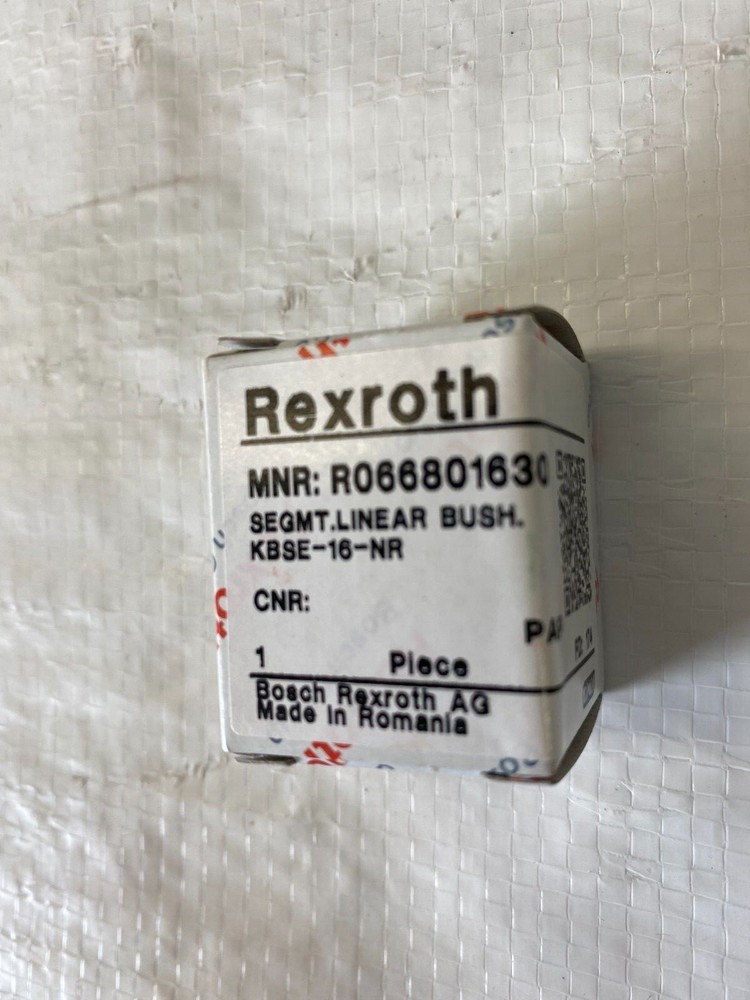 Rexroth
MNR: R066801630
SEGMT.LINEAR BUSH.
KBSE-16-NR
CNR:
1 Piece
Bosch Rexroth AG
Made in Romania